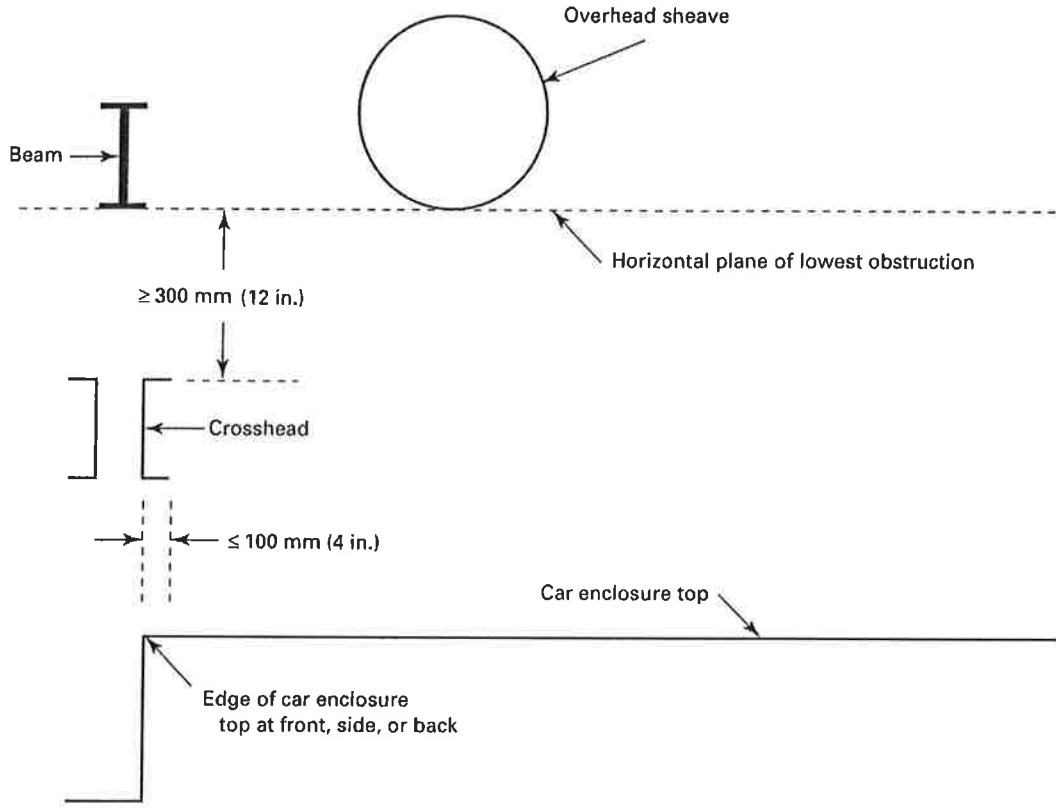 Overhead sheave
Beam
Horizontal plane of lowest obstruction
≥ 300 mm (12 in.)
Crosshead
≤ 100 mm (4 in.)
Car enclosure top
Edge of car enclosure
top at front, side, or back